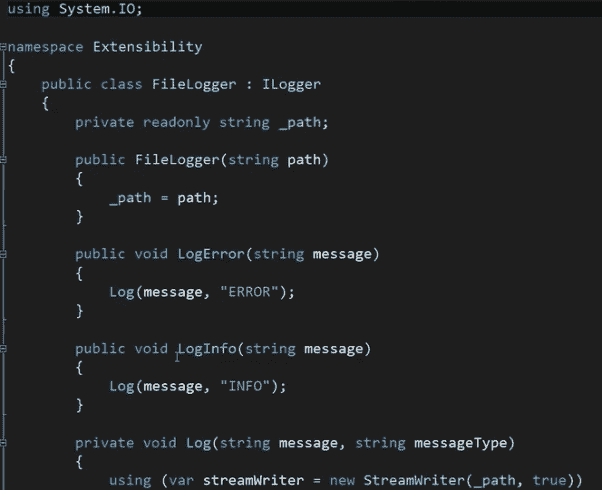 using System.IO;
namespace Extensibility
{
public class FileLogger : ILogger
{
private readonly string _path;
public FileLogger(string path)
{
_path = path;
}
public void LogError(string message)
{
Log(message, "ERROR");
}
public void LogInfo(string message)
{
Log(message, "INFO");
}
private void Log(string message, string messageType)
{
using (var streamWriter = new StreamWriter(_path, true))